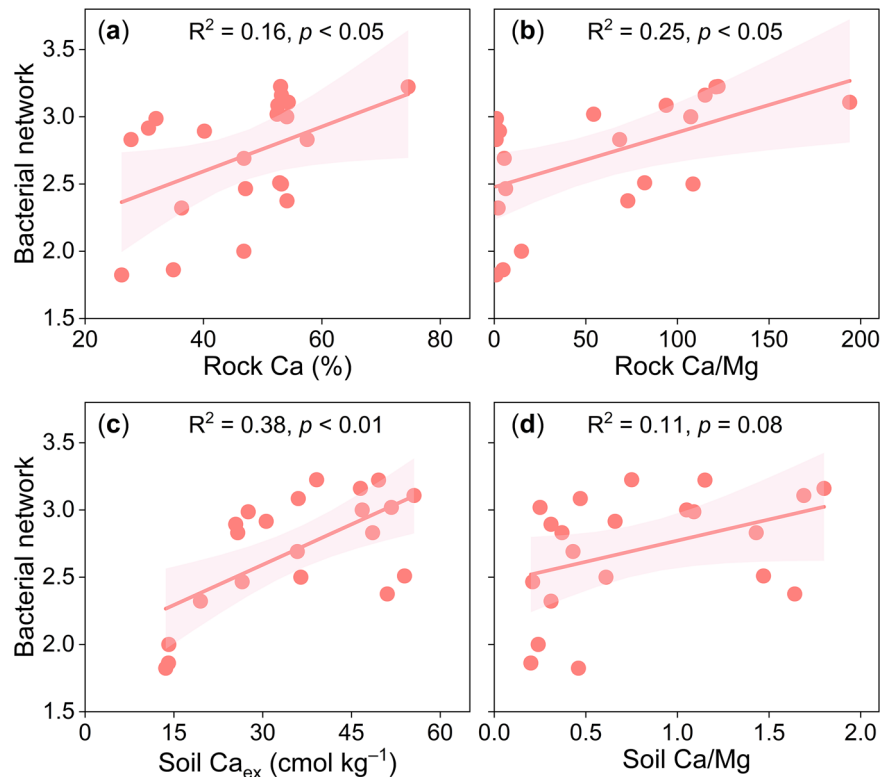 (a) R² = 0.16, p < 0.05
(b) R² = 0.25, p < 0.05
Bacterial network
3.5
3.0
2.5
2.0
1.5
20 40 60 80
0 50 100 150 200
Rock Ca (%)
Rock Ca/Mg
(c) R² = 0.38, p < 0.01
(d) R² = 0.11, p = 0.08
Bacterial network
3.5
3.0
2.5
2.0
1.5
0 15 30 45 60
0.0 0.5 1.0 1.5 2.0
Soil Caex (cmol kg⁻¹)
Soil Ca/Mg